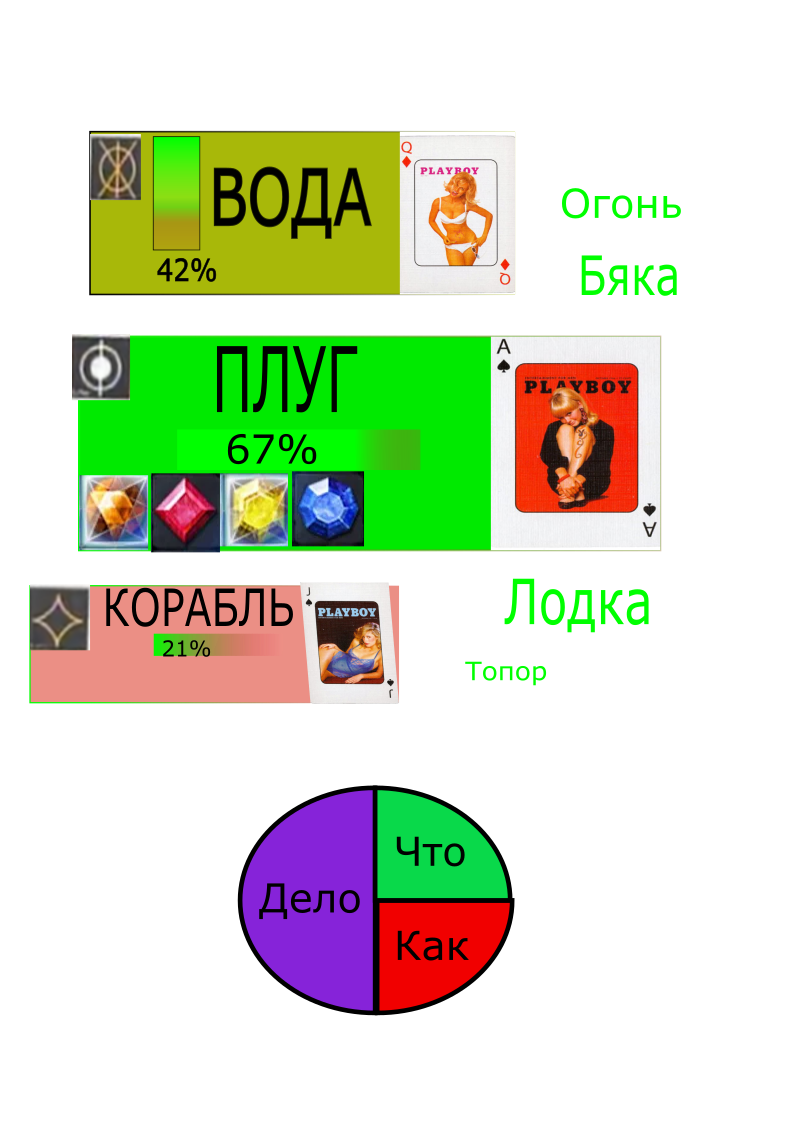 Q
PLAYBOY
ВОДА
42%
Q
Огонь
Бяка
A
ПЛУГ
PLAYBOY
67%
A
J
КОРАБЛЬ
PLAYBOY
21%
J
Лодка
Топор
Что
Дело
Как